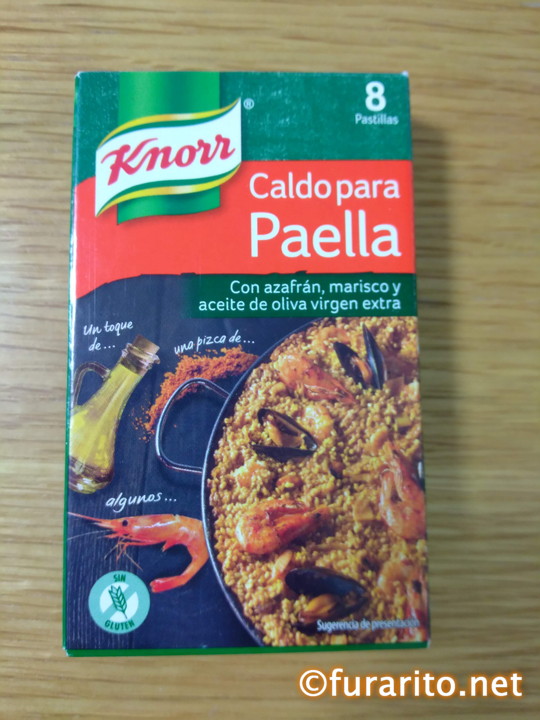 8
Pastillas
Knorr®
Caldo para
Paella
Con azafrán, marisco y
aceite de oliva virgen extra
Un toque
de...
una pizca de...
algunos...
SIN
GLUTEN
Sugerencia de presentación
©furarito.net